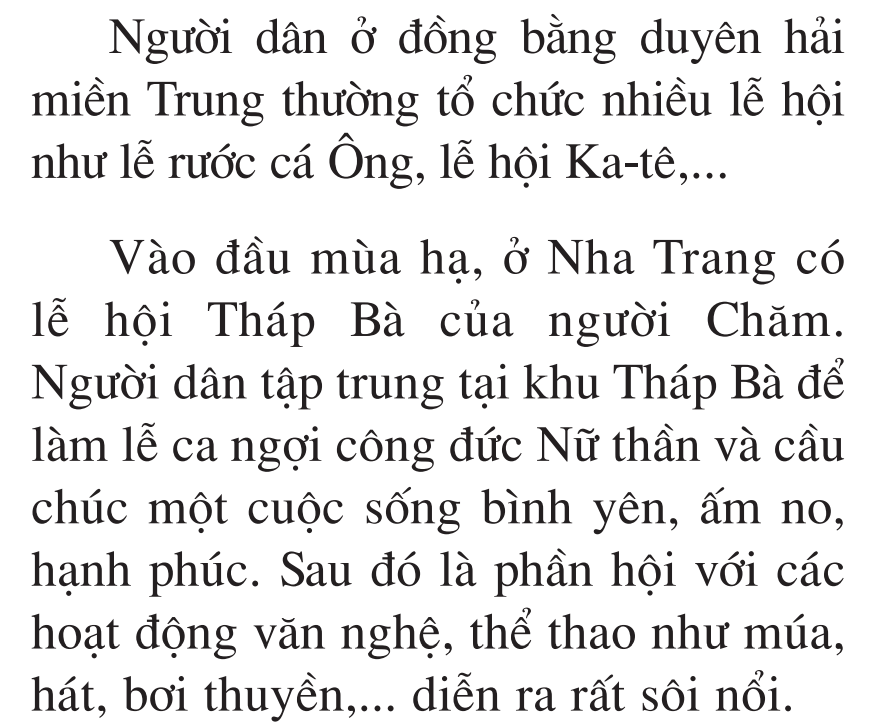 Người dân ở đồng bằng duyên hải
miền Trung thường tổ chức nhiều lễ hội
như lễ rước cá Ông, lễ hội Ka-tê,...
Vào đầu mùa hạ, ở Nha Trang có
lễ hội Tháp Bà của người Chăm.
Người dân tập trung tại khu Tháp Bà để
làm lễ ca ngợi công đức Nữ thần và cầu
chúc một cuộc sống bình yên, ấm no,
hạnh phúc. Sau đó là phần hội với các
hoạt động văn nghệ, thể thao như múa,
hát, bơi thuyền,... diễn ra rất sôi nổi.